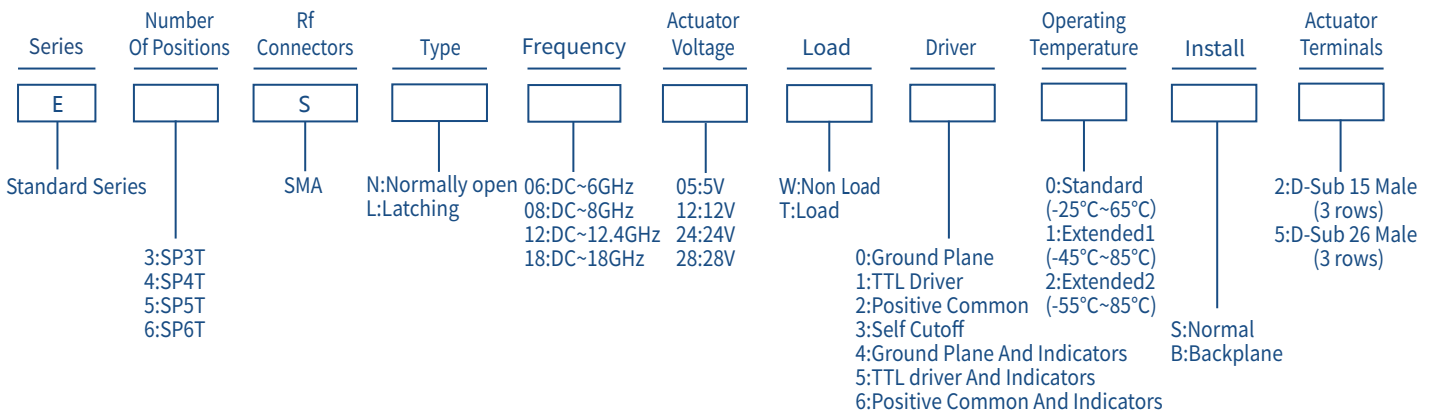 Series
Number
Of Positions
Rf
Connectors
Type
Frequency
Actuator
Voltage
Load
Driver
Operating
Temperature
Install
Actuator
Terminals
E
S
Standard Series
3:SP3T
4:SP4T
5:SP5T
6:SP6T
SMA
N:Normally open
L:Latching
06:DC~6GHz
08:DC~8GHz
12:DC~12.4GHz
18:DC~18GHz
05:5V
12:12V
24:24V
28:28V
W:Non Load
T:Load
0:Ground Plane
1:TTL Driver
2:Positive Common
3:Self Cutoff
4:Ground Plane And Indicators
5:TTL driver And Indicators
6:Positive Common And Indicators
0:Standard
(-25°C~65°C)
1:Extended1
(-45°C~85°C)
2:Extended2
(-55°C~85°C)
S:Normal
B:Backplane
2:D-Sub 15 Male
(3 rows)
5:D-Sub 26 Male
(3 rows)